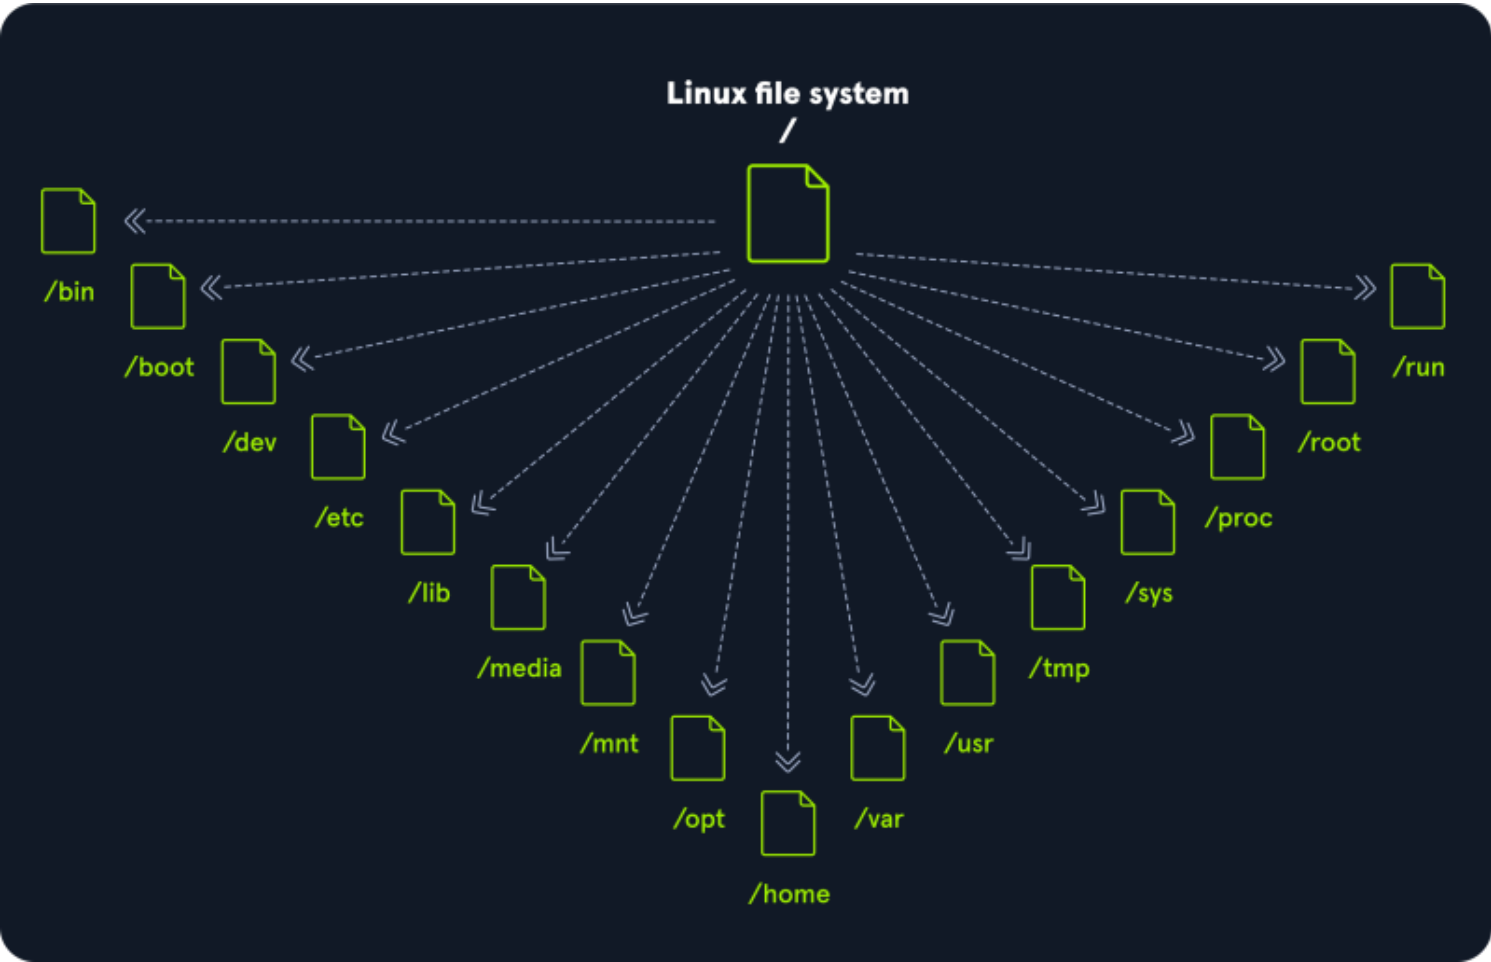 Linux file system
/
/bin
/boot
/dev
/etc
/lib
/media
/mnt
/opt
/home
/var
/usr
/tmp
/sys
/proc
/root
/run